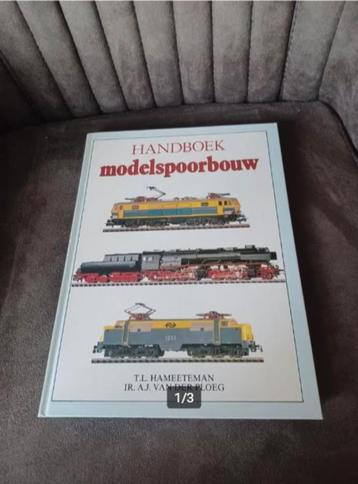 HANDBOEK
modelspoorbouw
T.L. HAMEETEMAN
IR. A.J. VAN DER PLOEG
1/3